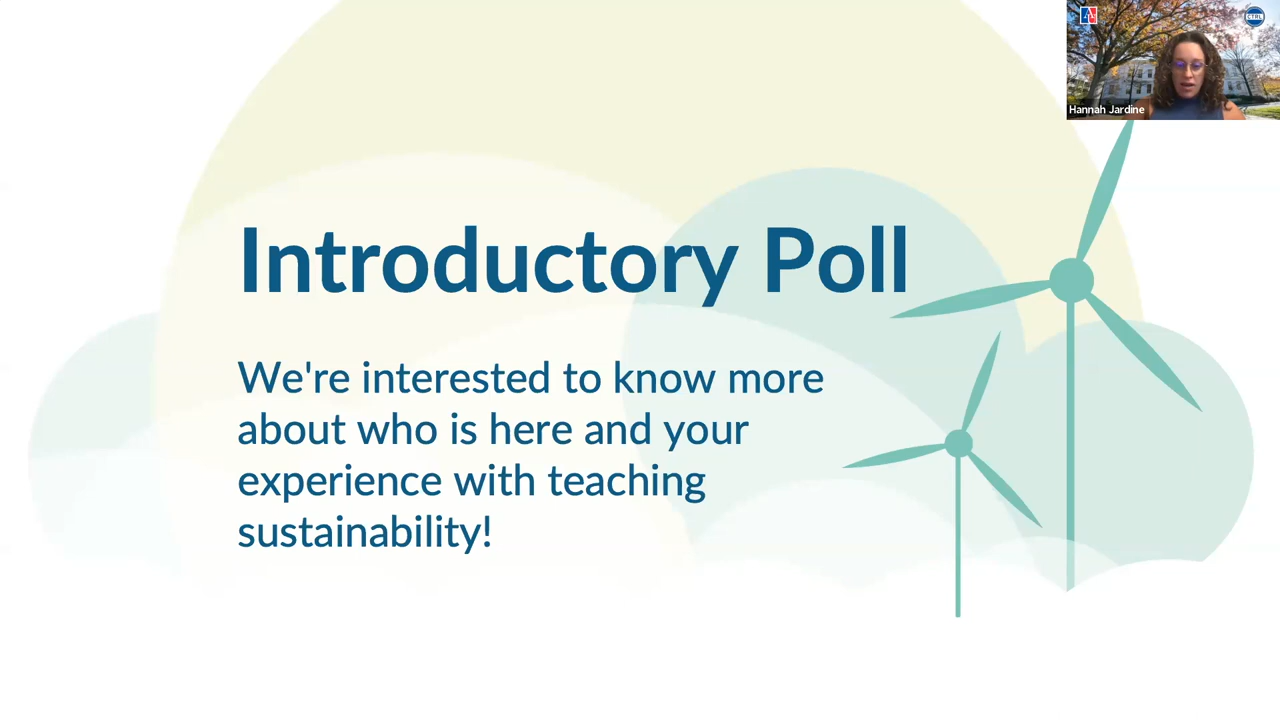 Hannah Jardine
CTRL
Introductory Poll
We're interested to know more
about who is here and your
experience with teaching
sustainability!